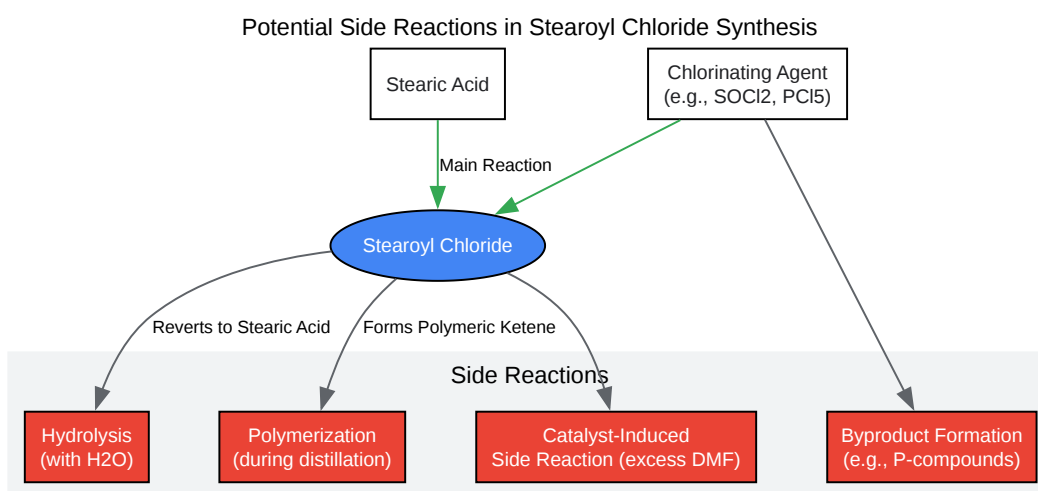 Potential Side Reactions in Stearoyl Chloride Synthesis
Stearic Acid
Chlorinating Agent
(e.g., SOCl2, PCl5)
Main Reaction
Stearoyl Chloride
Reverts to Stearic Acid
Forms Polymeric Ketene
Side Reactions
Hydrolysis
(with H2O)
Polymerization
(during distillation)
Catalyst-Induced
Side Reaction (excess DMF)
Byproduct Formation
(e.g., P-compounds)